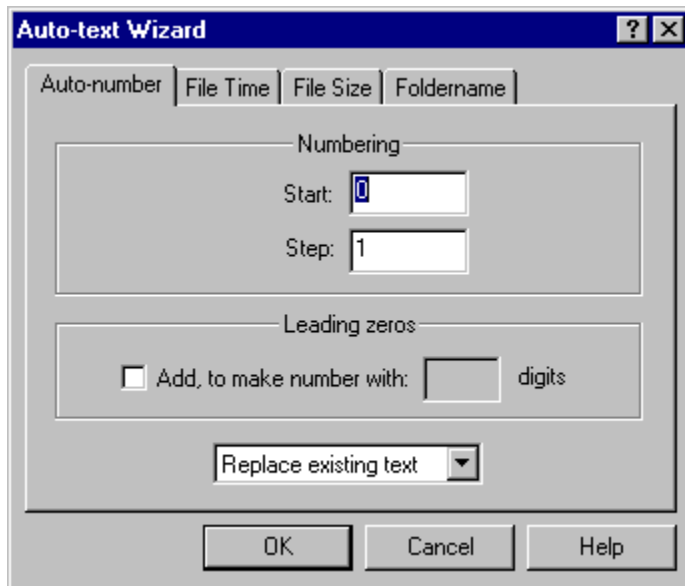 Auto-text Wizard ?
Auto-number File Time File Size Foldername
Numbering
Start: 0
Step: 1
Leading zeros
Add, to make number with: digits
Replace existing text
OK Cancel Help